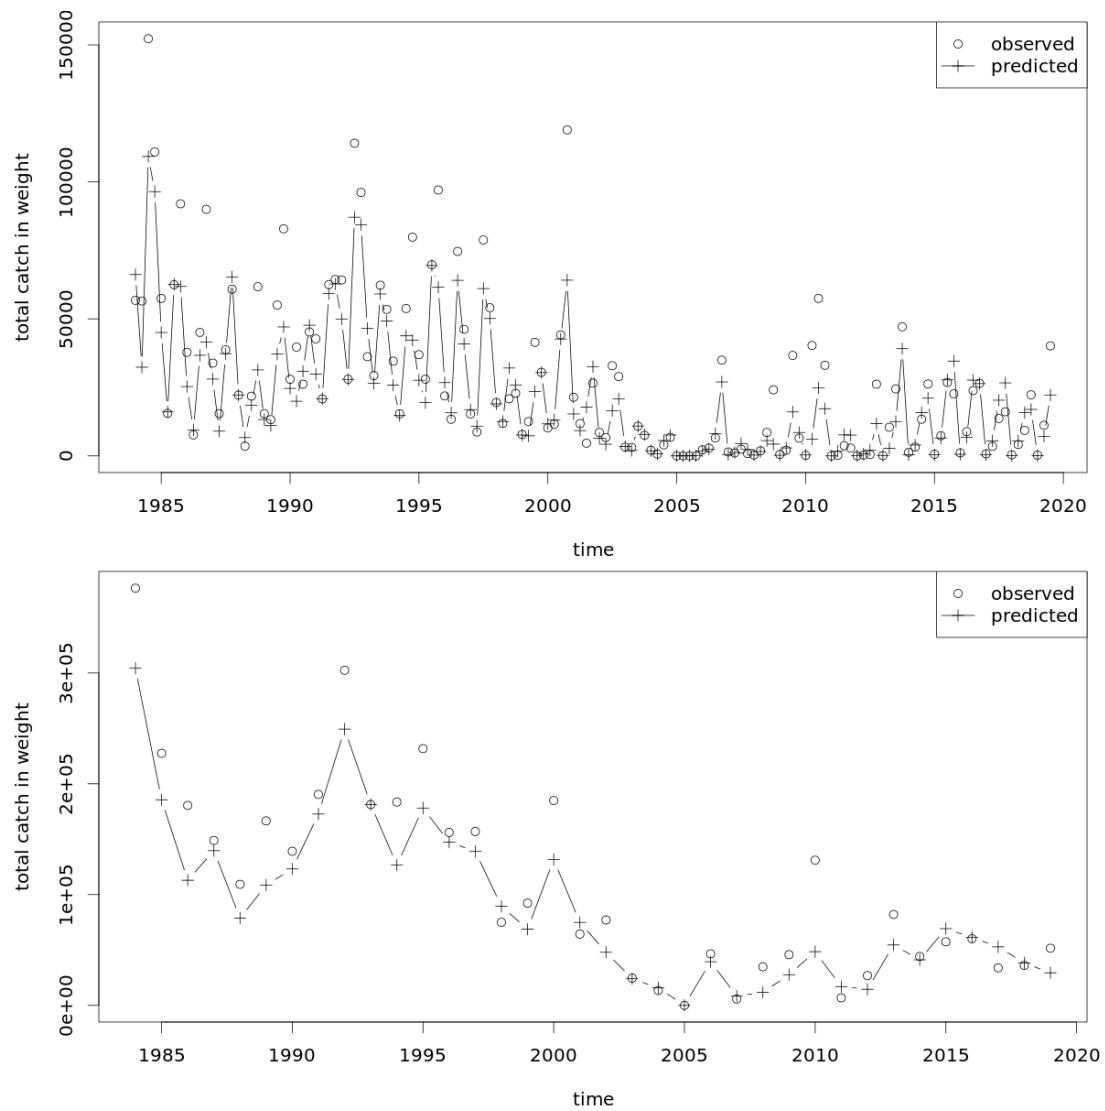 150000
100000
50000
0
total catch in weight
observed
predicted
1985 1990 1995 2000 2005 2010 2015 2020
time
3e+05
2e+05
1e+05
0e+00
total catch in weight
observed
predicted
1985 1990 1995 2000 2005 2010 2015 2020
time